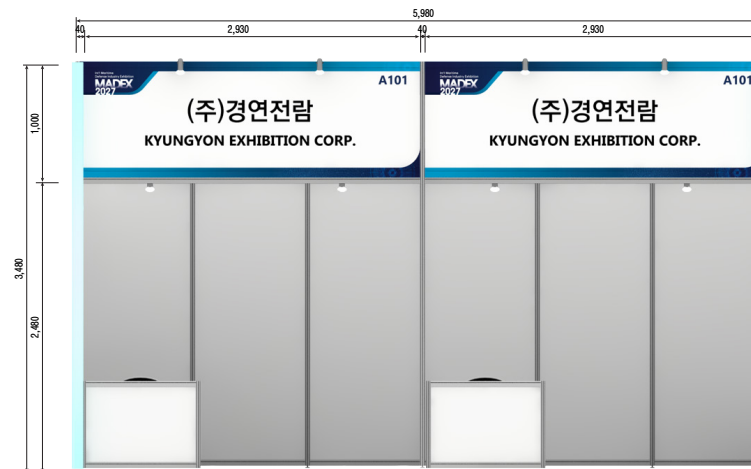 5,980
40
2,930
40
2,930
MADEX
2027
A101
(주)경연전람
KYUNGYON EXHIBITION CORP.
MADEX
2027
A101
(주)경연전람
KYUNGYON EXHIBITION CORP.
1,000
3,480
2,480